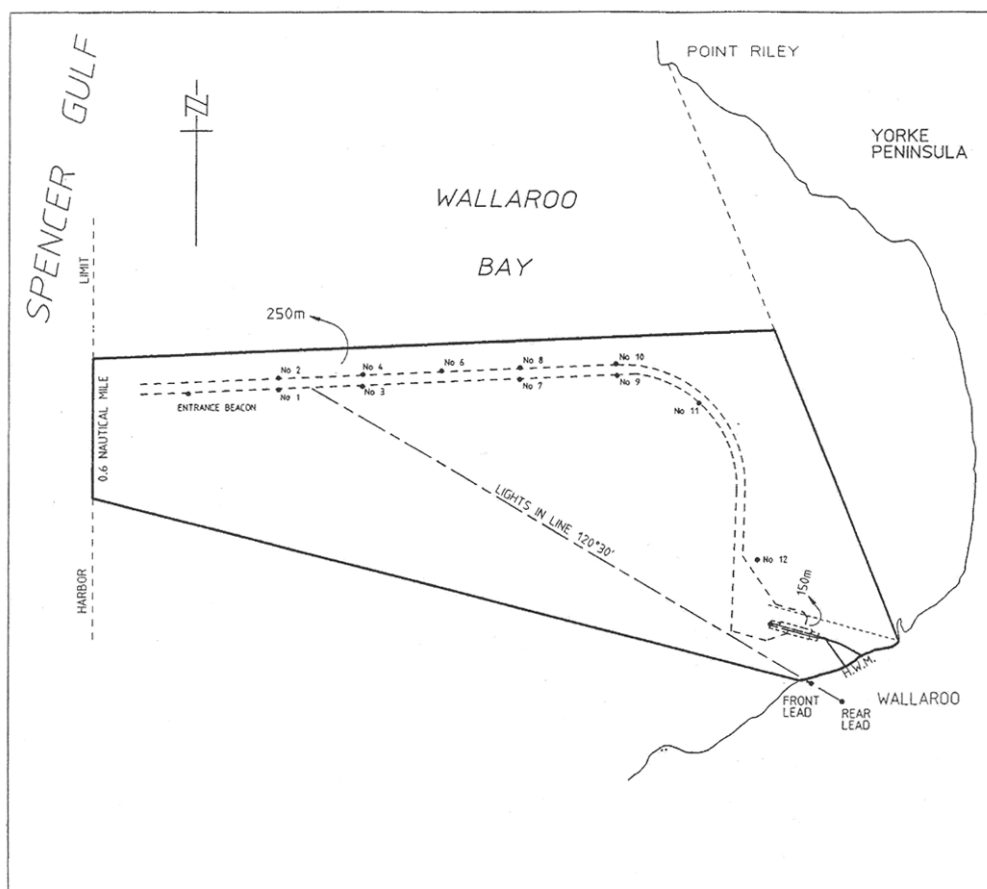 SPENCER GULF
POINT RILEY
YORKE
PENINSULA
N
WALLAROO
BAY
LIMIT
250m
0.6 NAUTICAL MILE
No 2
No 4
No 6
No 8
No 10
ENTRANCE BEACON
No 1
No 3
No 7
No 9
No 11
LIGHTS IN LINE 120°30'
No 12
150m
HARBOR
H.W.M.
FRONT
LEAD
REAR
LEAD
WALLAROO